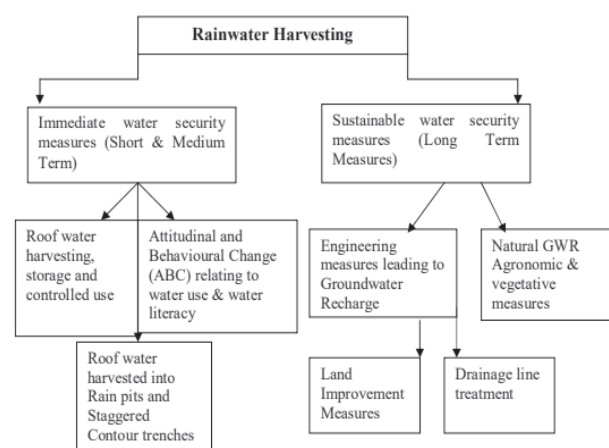 Rainwater Harvesting
Immediate water security
measures (Short & Medium
Term)
Sustainable water security
measures (Long Term
Measures)
Roof water
harvesting,
storage and
controlled use
Attitudinal and
Behavioural Change
(ABC) relating to
water use & water
literacy
Engineering
measures leading to
Groundwater
Recharge
Natural GWR
Agronomic &
vegetative
measures
Roof water
harvested into
Rain pits and
Staggered
Contour trenches
Land
Improvement
Measures
Drainage line
treatment